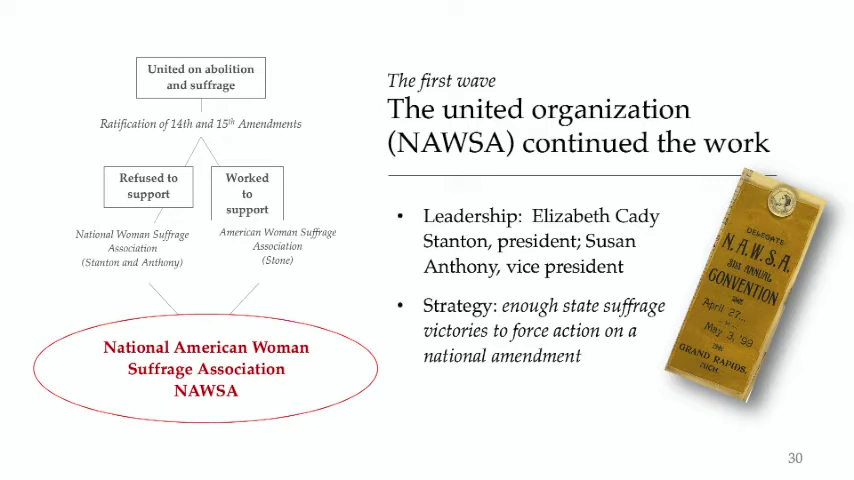 United on abolition
and suffrage
Ratification of 14th and 15th Amendments
Refused to
support
Worked
to
support
National Woman Suffrage
Association
(Stanton and Anthony)
American Woman Suffrage
Association
(Stone)
National American Woman
Suffrage Association
NAWSA
The first wave
The united organization
(NAWSA) continued the work
• Leadership: Elizabeth Cady
Stanton, president; Susan
Anthony, vice president
• Strategy: enough state suffrage
victories to force action on a
national amendment
DELEGATE
N.A.W.S.A.
31ST ANNUAL
CONVENTION
April 27...
May 3, '99
GRAND RAPIDS,
MICH.
30